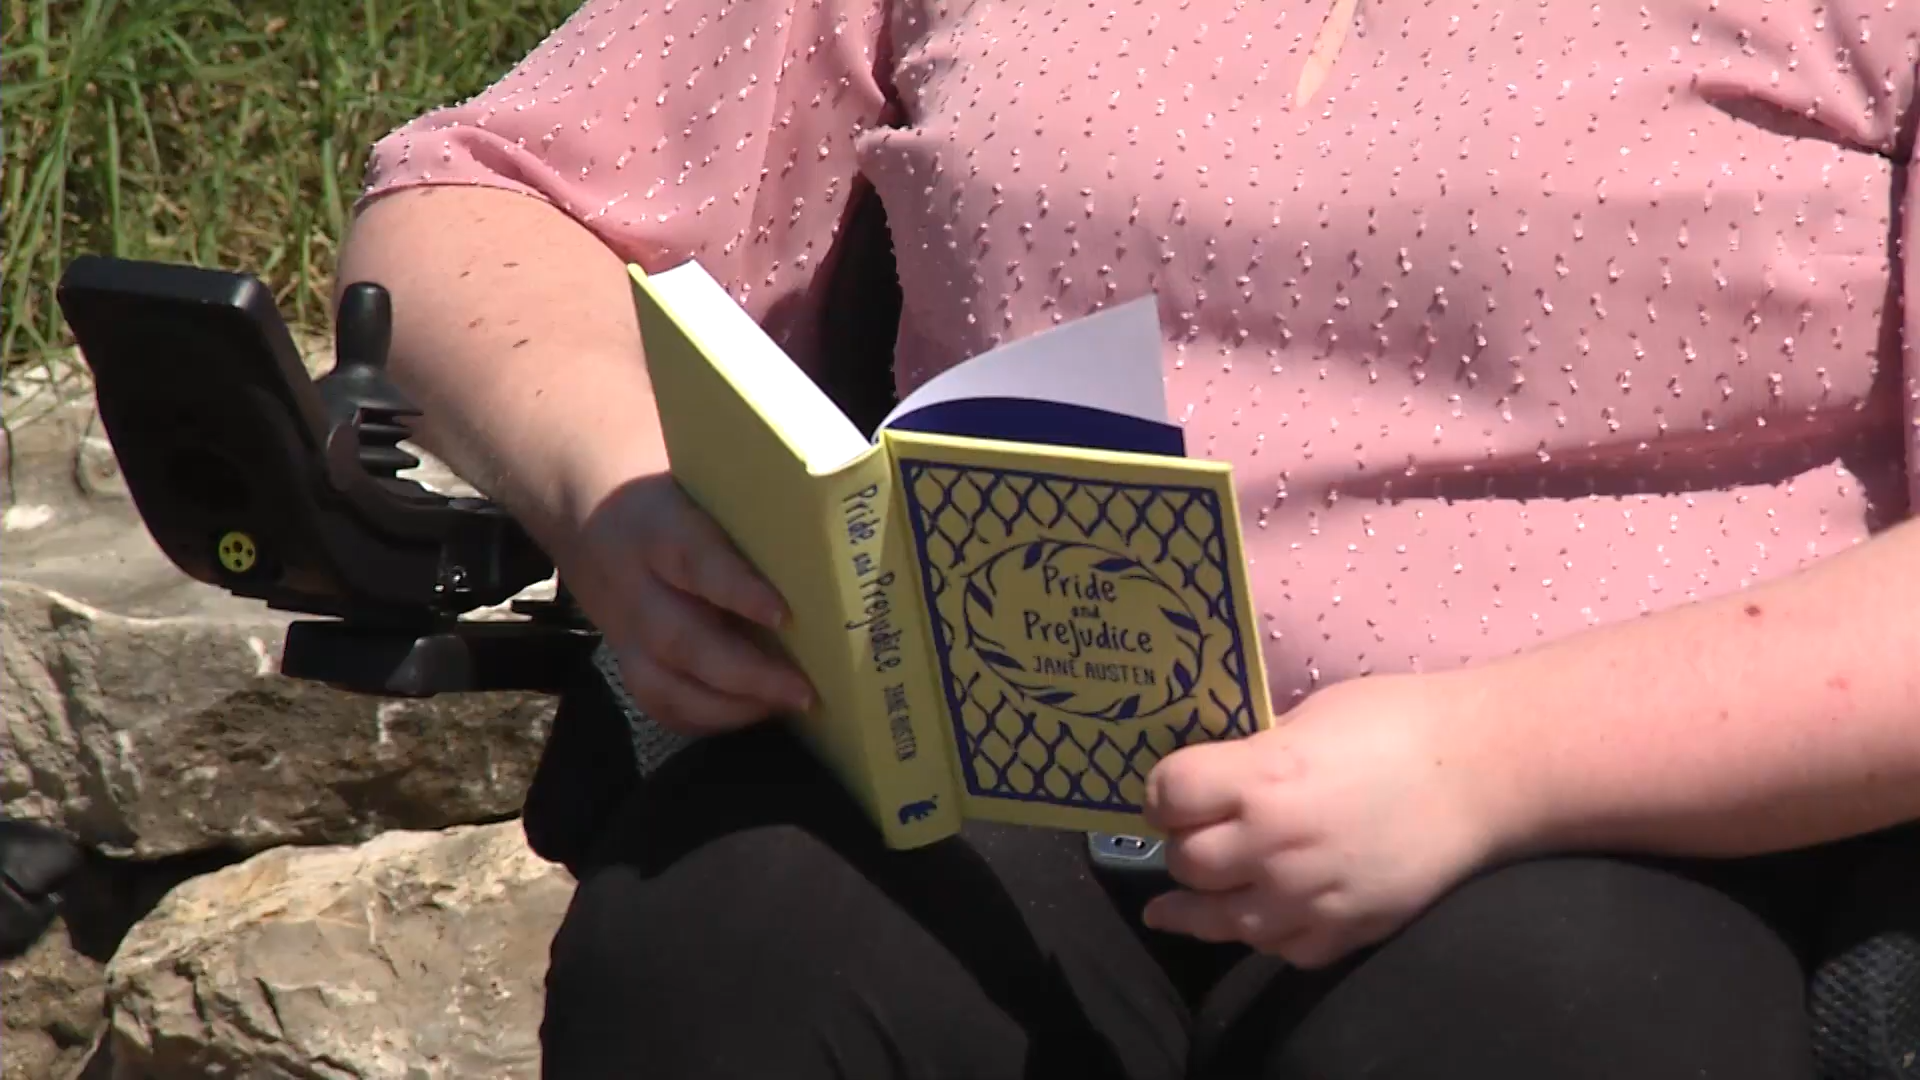 Pride and Prejudice JANE AUSTEN
Pride
and
Prejudice
JANE AUSTEN